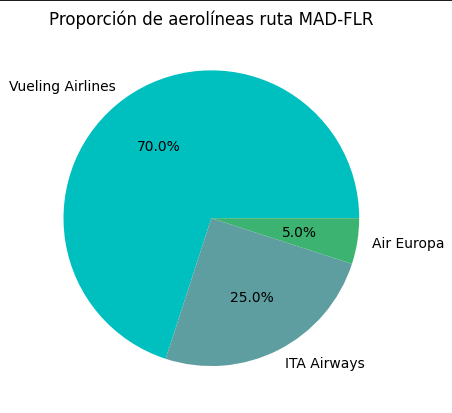 Proporción de aerolíneas ruta MAD-FLR
Vueling Airlines
70.0%
5.0%
Air Europa
25.0%
ITA Airways